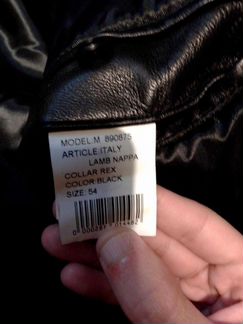 MODEL:M 890875
ARTICLE:ITALY
LAMB NAPPA
COLLAR REX
COLOR BLACK
SIZE: 54